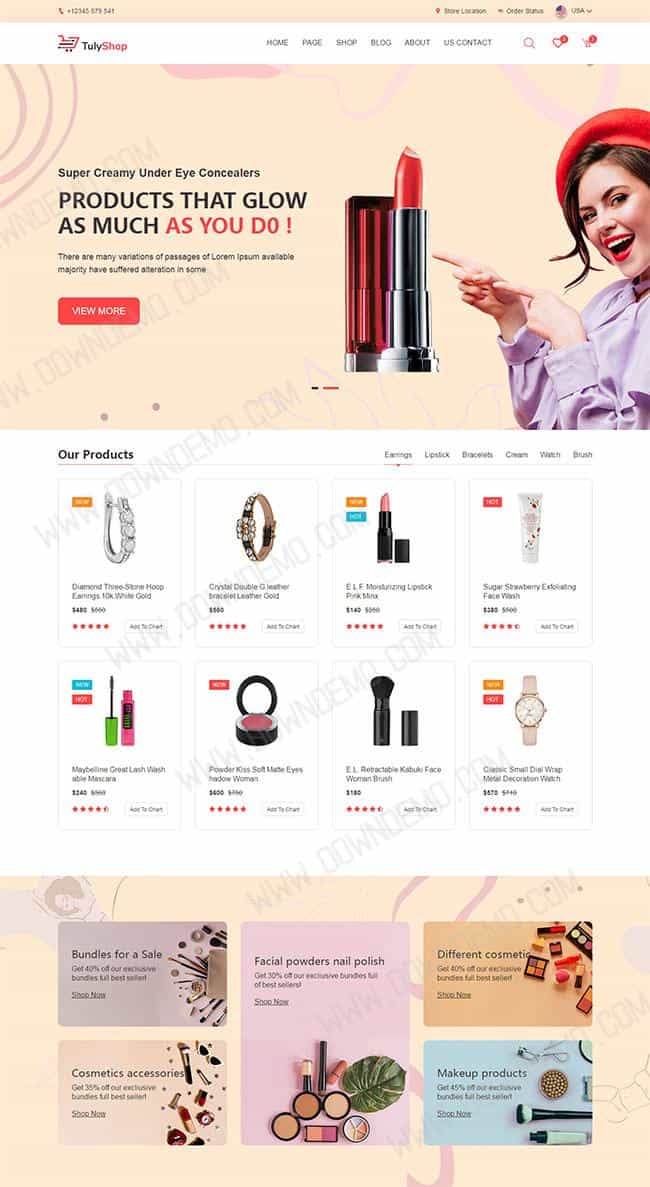 +12345 579 541
Store Location
Order Status
USA
TulyShop
HOME PAGE SHOP BLOG ABOUT US CONTACT
Super Creamy Under Eye Concealers
PRODUCTS THAT GLOW
AS MUCH AS YOU D0 !
There are many variations of passages of Lorem Ipsum available
majority have suffered alteration in some
VIEW MORE
Our Products
Earrings Lipstick Bracelets Cream Watch Brush
NEW
Diamond Three-Stone Hoop
Earrings 10k White Gold
$480
Add To Chart
Crystal Double G leather
bracelet Leather Gold
$560
Add To Chart
NEW
HOT
E.L.F. Moisturizing Lipstick
Pink Minx
$140
Add To Chart
HOT
Sugar Strawberry Exfoliating
Face Wash
$380
Add To Chart
NEW
HOT
Maybelline Great Lash Wash
able Mascara
$240
Add To Chart
NEW
Powder Kiss Soft Matte Eyes
hadow Woman
$600 $750
Add To Chart
E.L. Retractable Kabuki Face
Woman Brush
$180
Add To Chart
NEW
HOT
Classic Small Dial Wrap
Metal Decoration Watch
$570 $710
Add To Chart
Bundles for a Sale
Get 40% off our exclusive
bundles full of best seller!
Shop Now
Facial powders nail polish
Get 30% off our exclusive bundles full
of best sellers!
Shop Now
Different cosmetic
Get 40% off our exclusive
bundles full of best seller!
Shop Now
Cosmetics accessories
Get 35% off our exclusive
bundles full best seller!
Shop Now
Makeup products
Get 45% off our exclusive
bundles full best seller!
Shop Now
WWW.DOWNDEMO.COM